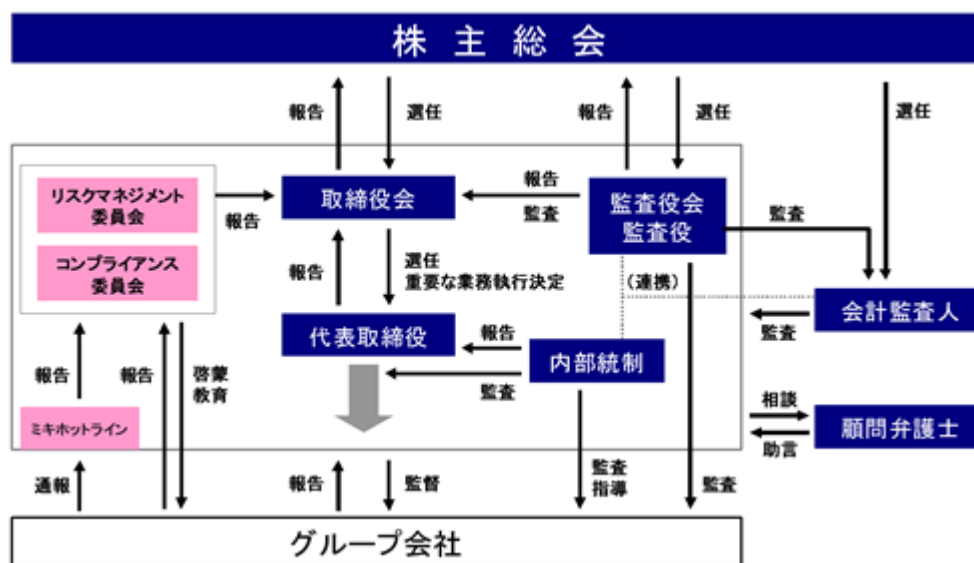 株主総会
報告
選任
報告
選任
選任
リスクマネジメント
委員会
コンプライアンス
委員会
報告
取締役会
報告
監査
監査役会
監査役
監査
報告
選任
重要な業務執行決定
(連携)
会計監査人
監査
代表取締役
報告
監査
内部統制
報告
報告
啓蒙
教育
ミキホットライン
相談
助言
顧問弁護士
通報
報告
監督
監査
指導
監査
グループ会社